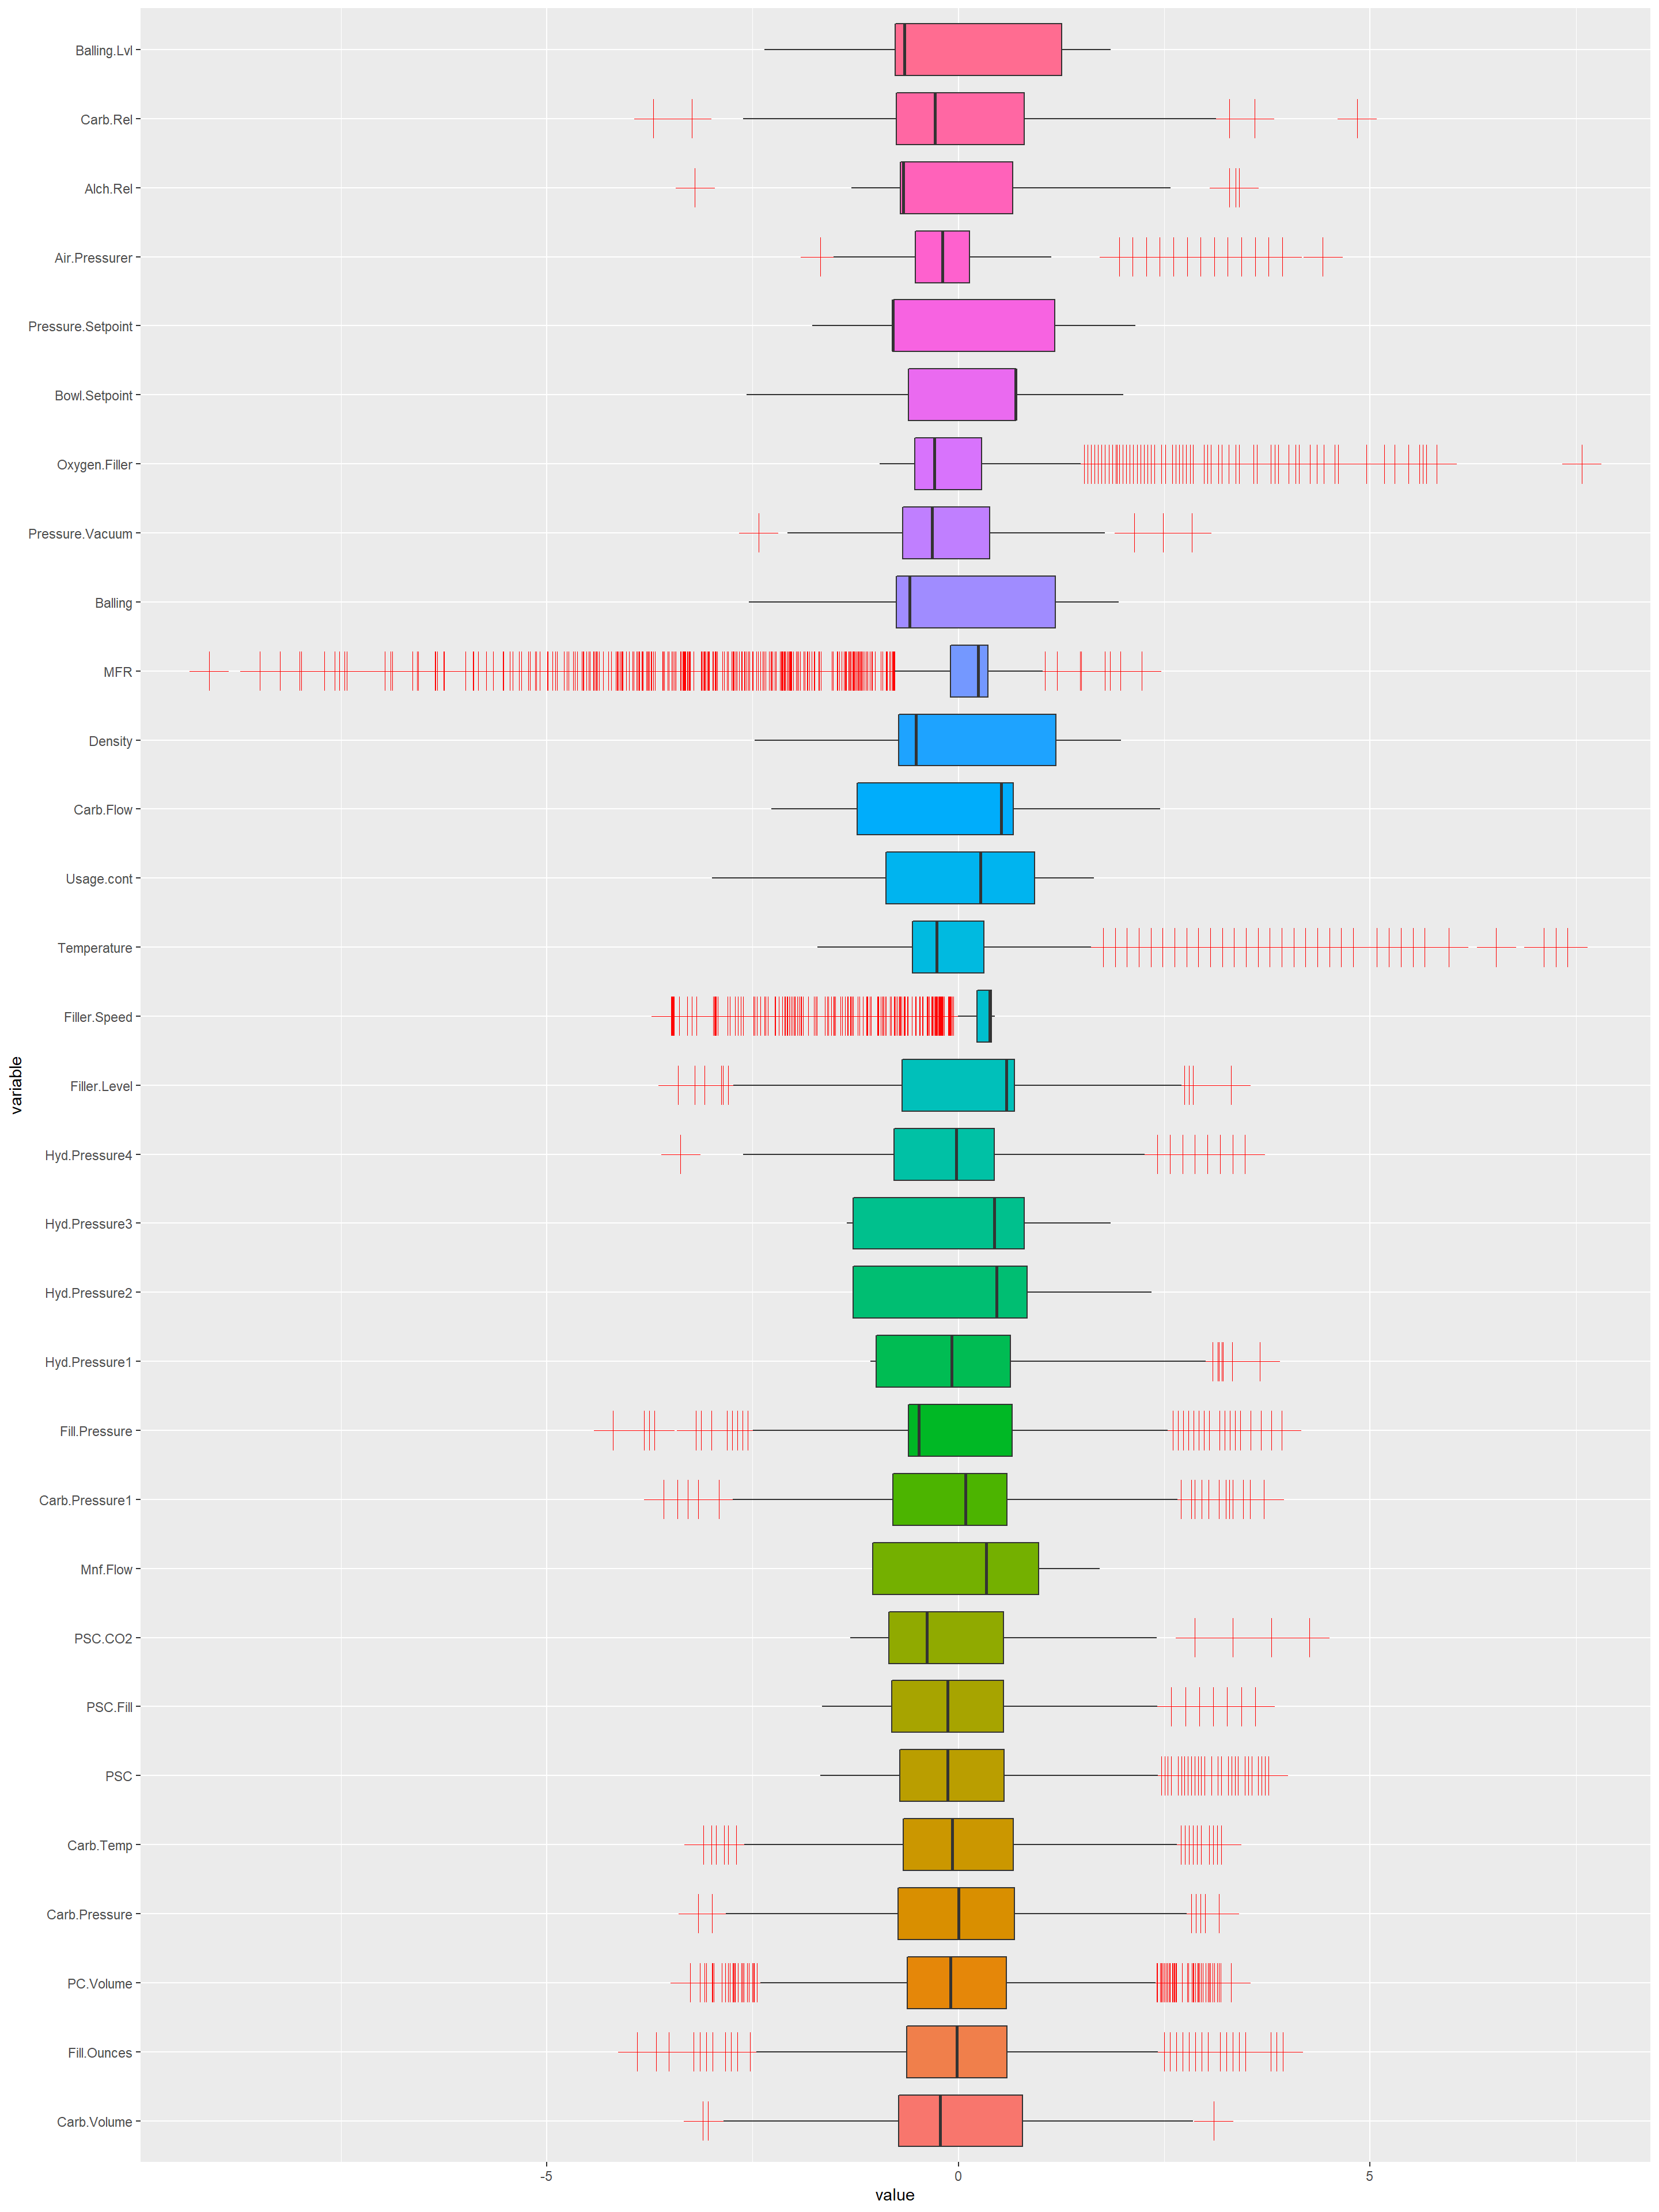 Balling.Lvl
Carb.Rel
Alch.Rel
Air.Pressurer
Pressure.Setpoint
Bowl.Setpoint
Oxygen.Filler
Pressure.Vacuum
Balling
MFR
Density
Carb.Flow
Usage.cont
Temperature
Filler.Speed
Filler.Level
Hyd.Pressure4
Hyd.Pressure3
Hyd.Pressure2
Hyd.Pressure1
Fill.Pressure
Carb.Pressure1
Mnf.Flow
PSC.CO2
PSC.Fill
PSC
Carb.Temp
Carb.Pressure
PC.Volume
Fill.Ounces
Carb.Volume
variable
-5 0 5
value